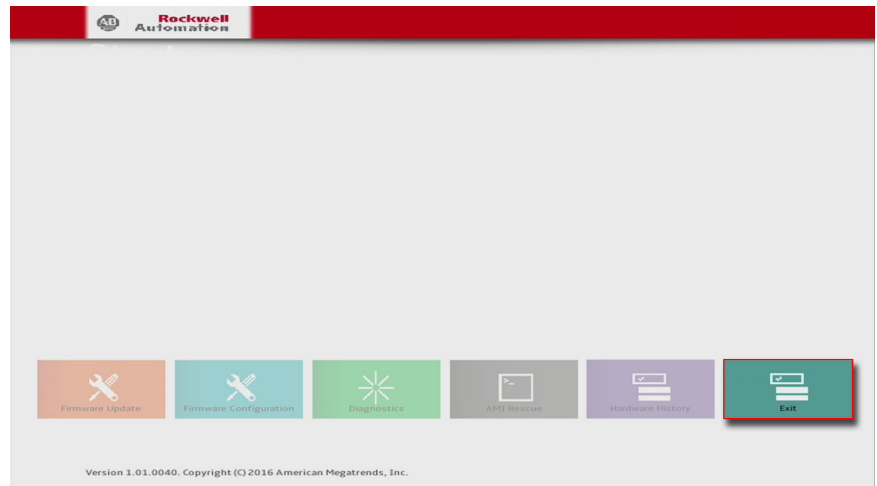 AB
Rockwell
Automation
Firmware Update
Firmware Configuration
Diagnostics
AMI Rescue
Hardware History
Exit
Version 1.01.0040. Copyright (C) 2016 American Megatrends, Inc.